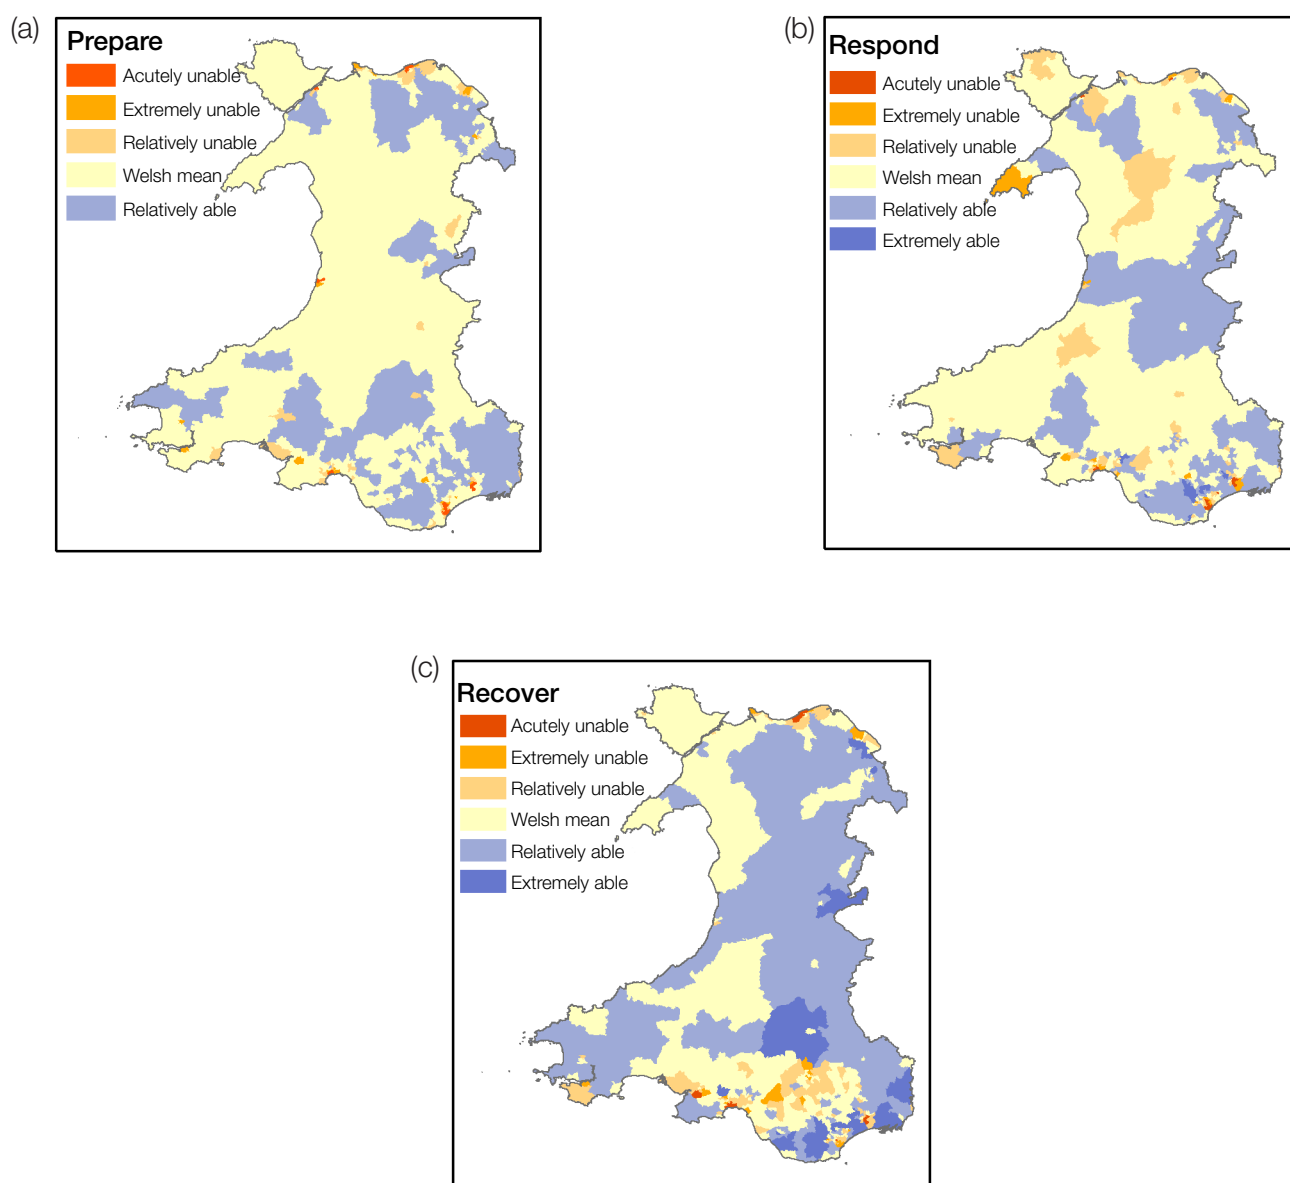 (a)
Prepare
Acutely unable
Extremely unable
Relatively unable
Welsh mean
Relatively able
(b)
Respond
Acutely unable
Extremely unable
Relatively unable
Welsh mean
Relatively able
Extremely able
(c)
Recover
Acutely unable
Extremely unable
Relatively unable
Welsh mean
Relatively able
Extremely able